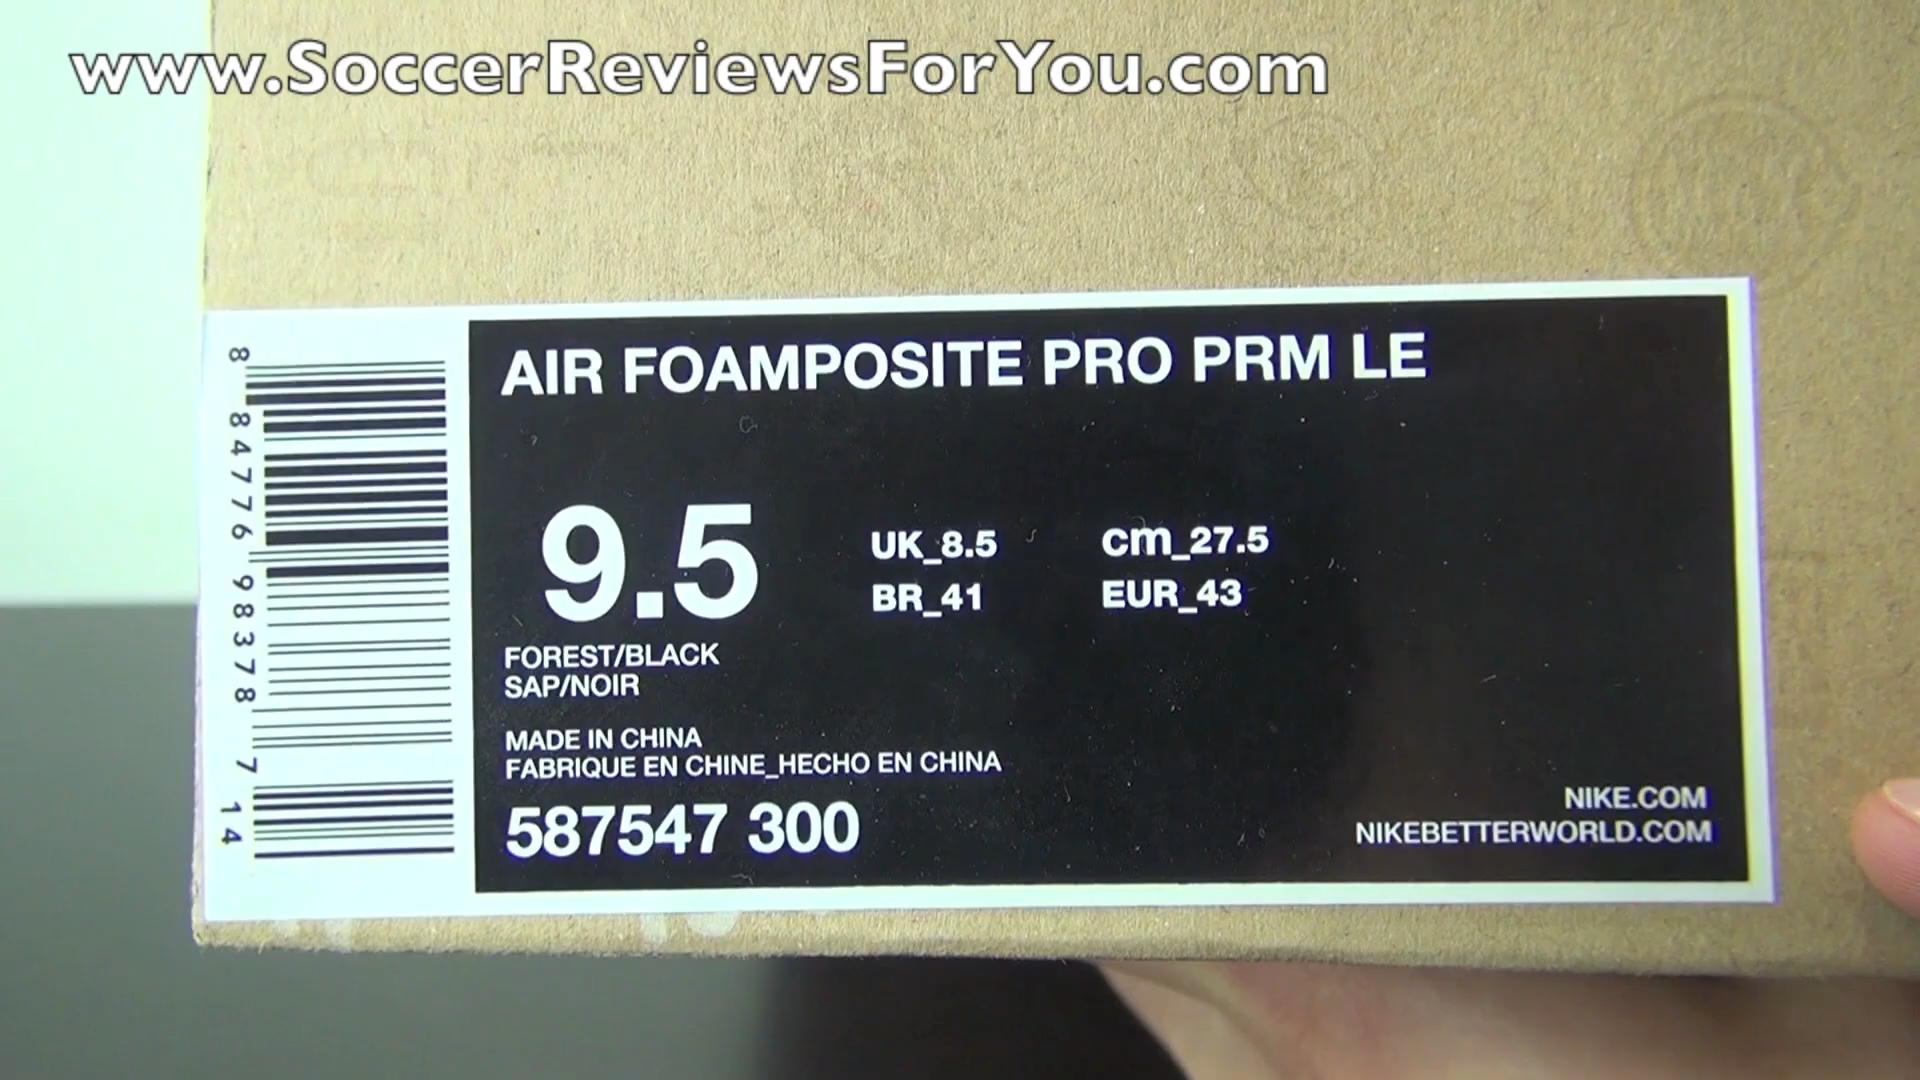 www.SoccerReviewsForYou.com
AIR FOAMPOSITE PRO PRM LE
9.5
UK_8.5 cm_27.5
BR_41 EUR_43
FOREST/BLACK
SAP/NOIR
MADE IN CHINA
FABRIQUE EN CHINE_HECHO EN CHINA
587547 300
NIKE.COM
NIKEBETTERWORLD.COM
8 84776 98378 7 14